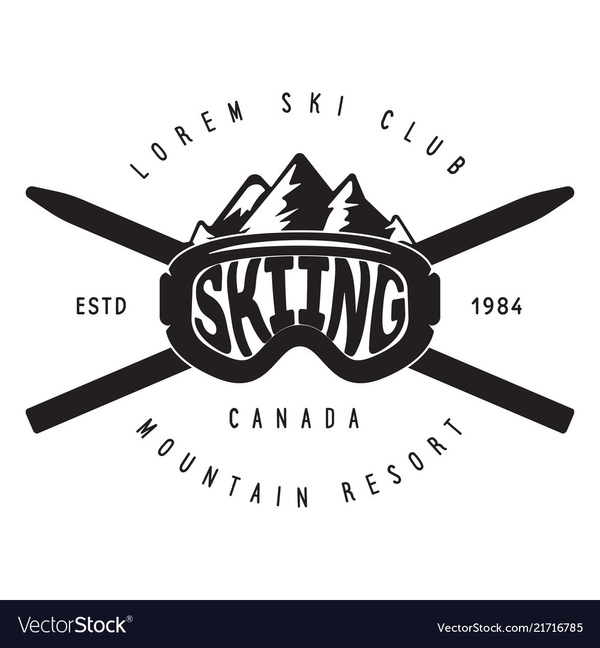 LOREM SKI CLUB
SKIING
ESTD
1984
CANADA
MOUNTAIN RESORT
VectorStock®
VectorStock.com/21716785